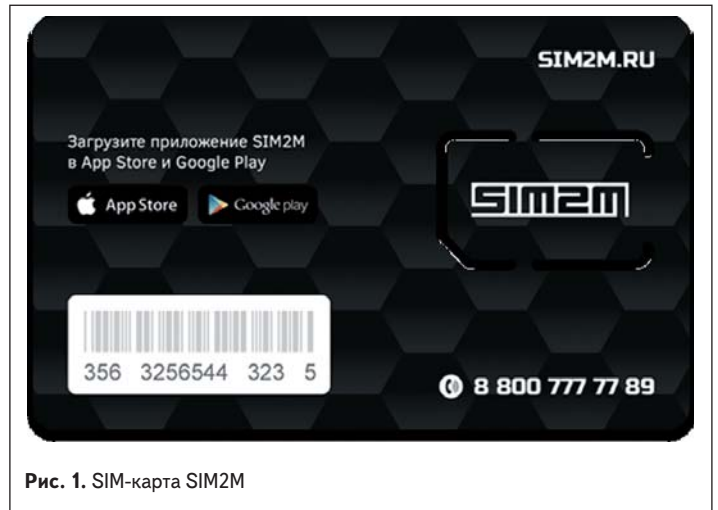 SIM2M.RU
Загрузите приложение SIM2M
в App Store и Google Play
App Store Google play
SIM2M
356 3256544 323 5
8 800 777 77 89
Рис. 1. SIM-карта SIM2M